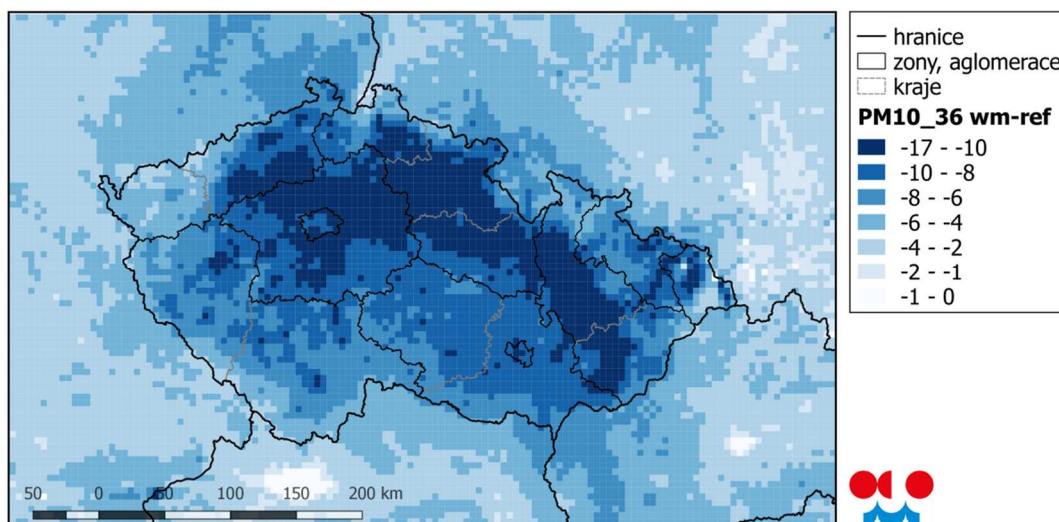 hranice
zony, aglomerace
kraje
PM10_36 wm-ref
-17 - -10
-10 - -8
-8 - -6
-6 - -4
-4 - -2
-2 - -1
-1 - 0
50 0 50 100 150 200 km